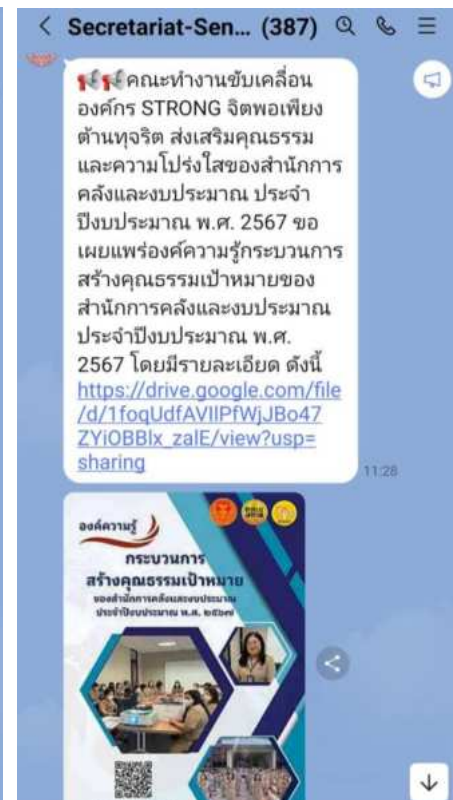 Secretariat-Sen... (387)
คณะทำงานขับเคลื่อน
องค์กร STRONG จิตพอเพียง
ต้านทุจริต ส่งเสริมคุณธรรม
และความโปร่งใสของสำนักการ
คลังและงบประมาณ ประจำ
ปีงบประมาณ พ.ศ. 2567 ขอ
เผยแพร่องค์ความรู้กระบวนการ
สร้างคุณธรรมเป้าหมายของ
สำนักการคลังและงบประมาณ
ประจำปีงบประมาณ พ.ศ.
2567 โดยมีรายละเอียด ดังนี้
https://drive.google.com/file
/d/1foqUdfAVIlPfWjJBo47
ZYiOBBlx_zalE/view?usp=
sharing
11:28
องค์ความรู้
กระบวนการ
สร้างคุณธรรมเป้าหมาย
ของสำนักการคลังและงบประมาณ
ประจำปีงบประมาณ พ.ศ. ๒๕๖๗